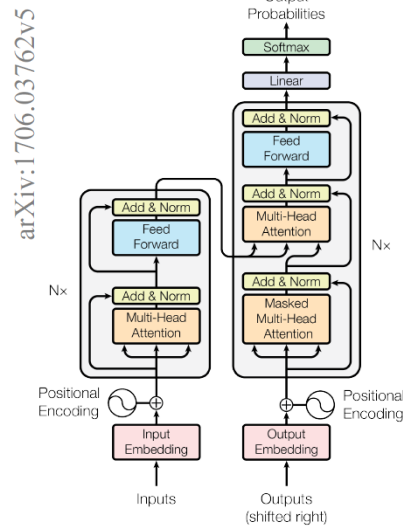 arXiv:1706.03762v5
Output
Probabilities
Softmax
Linear
Add & Norm
Feed
Forward
Add & Norm
Multi-Head
Attention
Add & Norm
Masked
Multi-Head
Attention
N×
Positional
Encoding
Output
Embedding
Outputs
(shifted right)
Add & Norm
Feed
Forward
Add & Norm
Multi-Head
Attention
N×
Positional
Encoding
Input
Embedding
Inputs